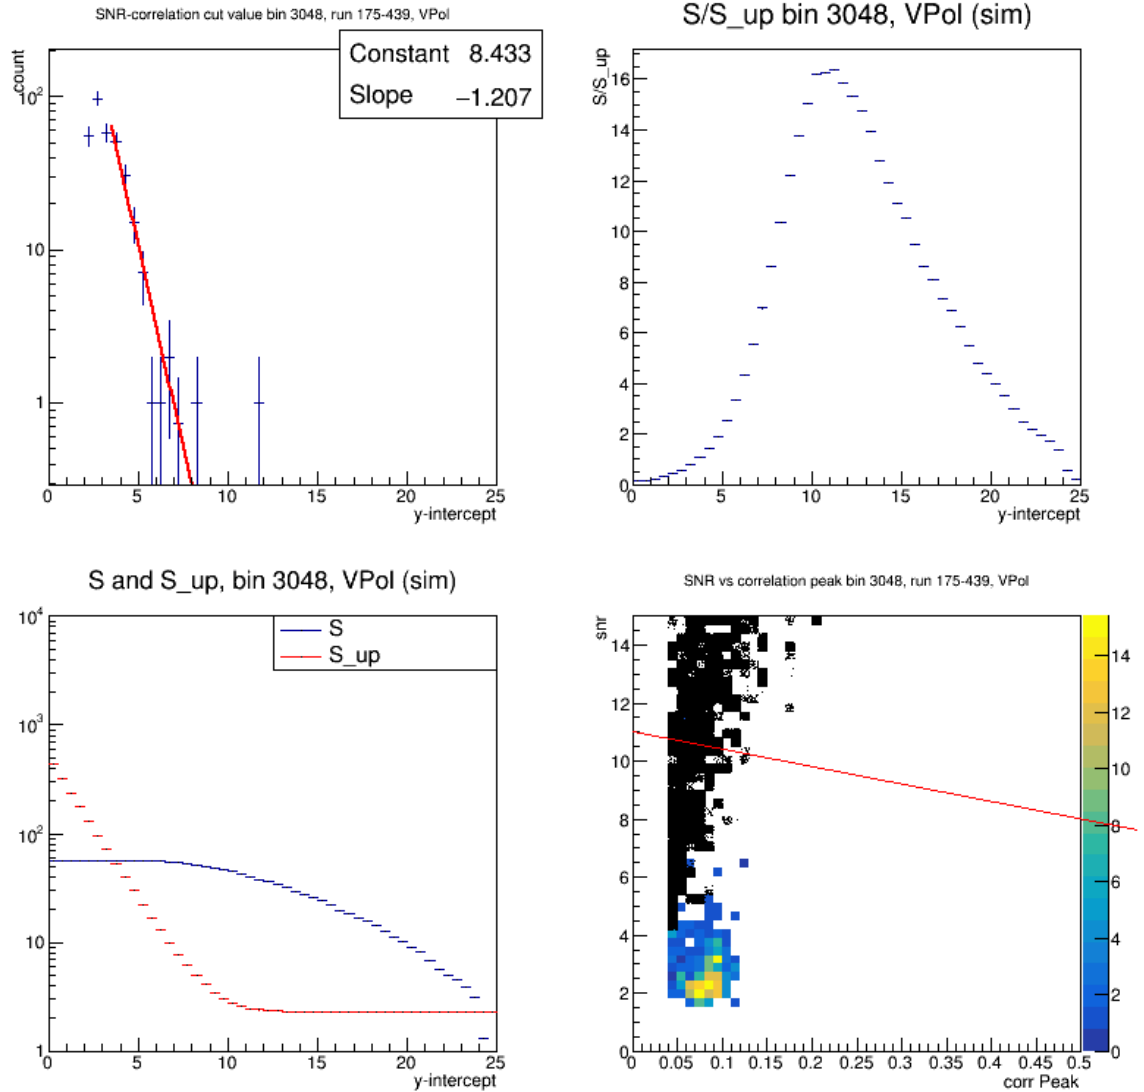 SNR-correlation cut value bin 3048, run 175-439, VPol
count
Constant 8.433
Slope −1.207
10²
10
1
0 5 10 15 20 25
y-intercept
S/S_up bin 3048, VPol (sim)
S/S_up
16
14
12
10
8
6
4
2
0
0 5 10 15 20 25
y-intercept
S and S_up, bin 3048, VPol (sim)
S
S_up
10⁴
10³
10²
10
1
0 5 10 15 20 25
y-intercept
SNR vs correlation peak bin 3048, run 175-439, VPol
snr
14
12
10
8
6
4
2
0
0 0.05 0.1 0.15 0.2 0.25 0.3 0.35 0.4 0.45 0.5
corr Peak
14
12
10
8
6
4
2
0